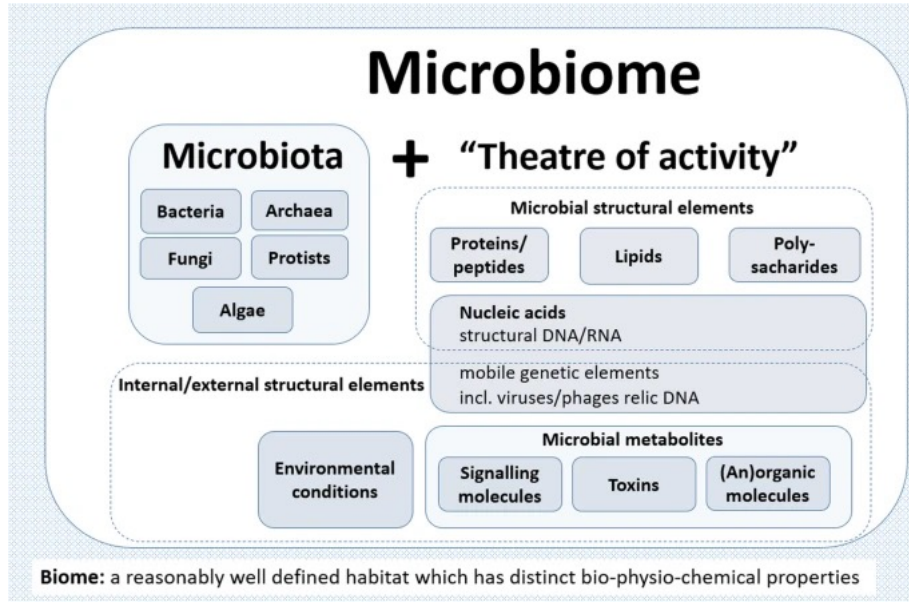 Microbiome
Microbiota
+
“Theatre of activity”
Bacteria
Archaea
Fungi
Protists
Algae
Microbial structural elements
Proteins/
peptides
Lipids
Poly-
sacharides
Nucleic acids
structural DNA/RNA
mobile genetic elements
incl. viruses/phages relic DNA
Internal/external structural elements
Environmental
conditions
Microbial metabolites
Signalling
molecules
Toxins
(An)organic
molecules
Biome: a reasonably well defined habitat which has distinct bio-physio-chemical properties